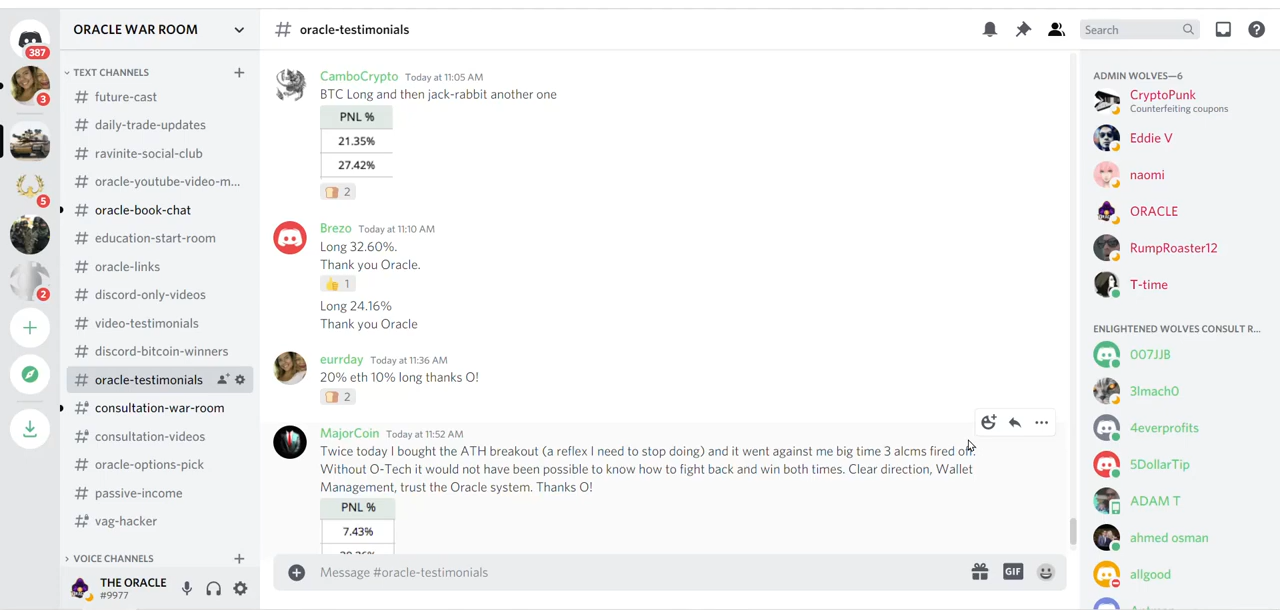 387
3
5
2
ORACLE WAR ROOM
TEXT CHANNELS
# future-cast
# daily-trade-updates
# ravinite-social-club
# oracle-youtube-video-m...
# oracle-book-chat
# education-start-room
# oracle-links
# discord-only-videos
# video-testimonials
# discord-bitcoin-winners
# oracle-testimonials
# consultation-war-room
# consultation-videos
# oracle-options-pick
# passive-income
# vag-hacker
VOICE CHANNELS
THE ORACLE
#9977
# oracle-testimonials
Search
CamboCrypto Today at 11:05 AM
BTC Long and then jack-rabbit another one
PNL %
21.35%
27.42%
2
Brezo Today at 11:10 AM
Long 32.60%.
Thank you Oracle.
1
Long 24.16%
Thank you Oracle
eurrday Today at 11:36 AM
20% eth 10% long thanks O!
2
MajorCoin Today at 11:52 AM
Twice today I bought the ATH breakout (a reflex I need to stop doing) and it went against me big time 3 alcms fired off.
Without O-Tech it would not have been possible to know how to fight back and win both times. Clear direction, Wallet
Management, trust the Oracle system. Thanks O!
PNL %
7.43%
Message #oracle-testimonials
GIF
ADMIN WOLVES—6
CryptoPunk
Counterfeiting coupons
Eddie V
naomi
ORACLE
RumpRoaster12
T-time
ENLIGHTENED WOLVES CONSULT R...
007JJB
3lmach0
4everprofits
5DollarTip
ADAM T
ahmed osman
allgood